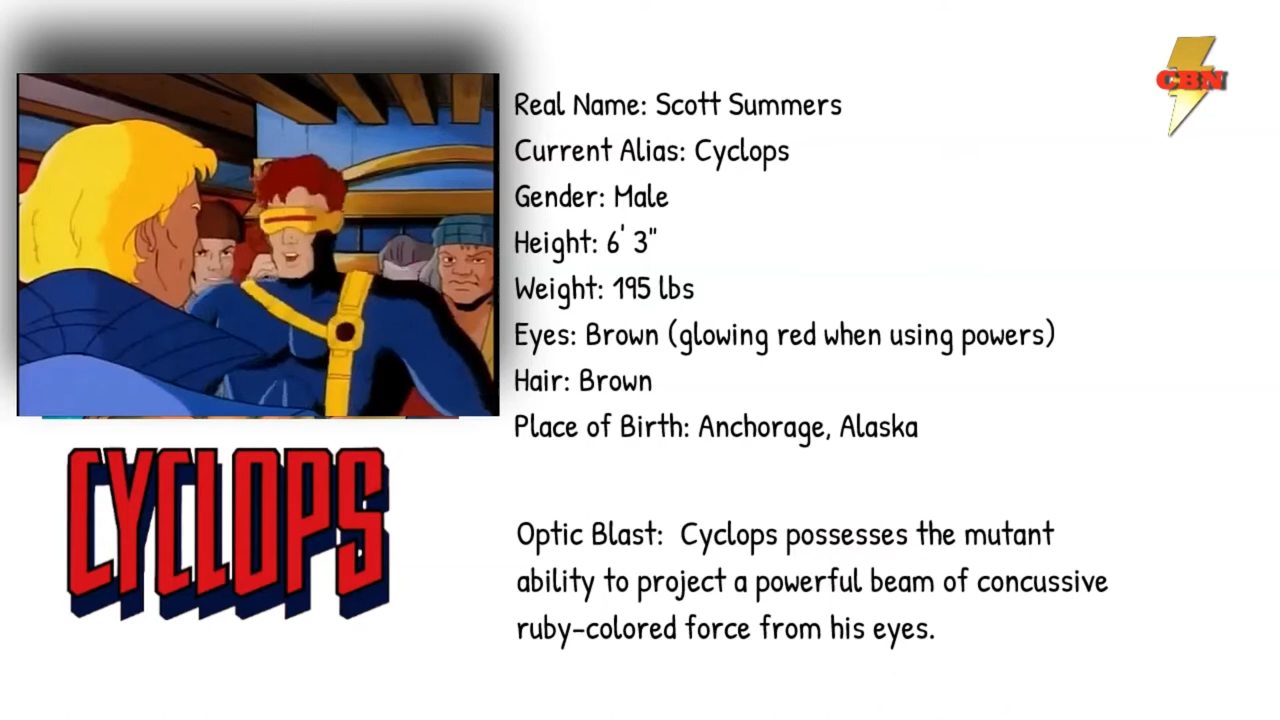 CBN
Real Name: Scott Summers
Current Alias: Cyclops
Gender: Male
Height: 6' 3"
Weight: 195 lbs
Eyes: Brown (glowing red when using powers)
Hair: Brown
Place of Birth: Anchorage, Alaska
CYCLOPS
Optic Blast: Cyclops possesses the mutant
ability to project a powerful beam of concussive
ruby-colored force from his eyes.